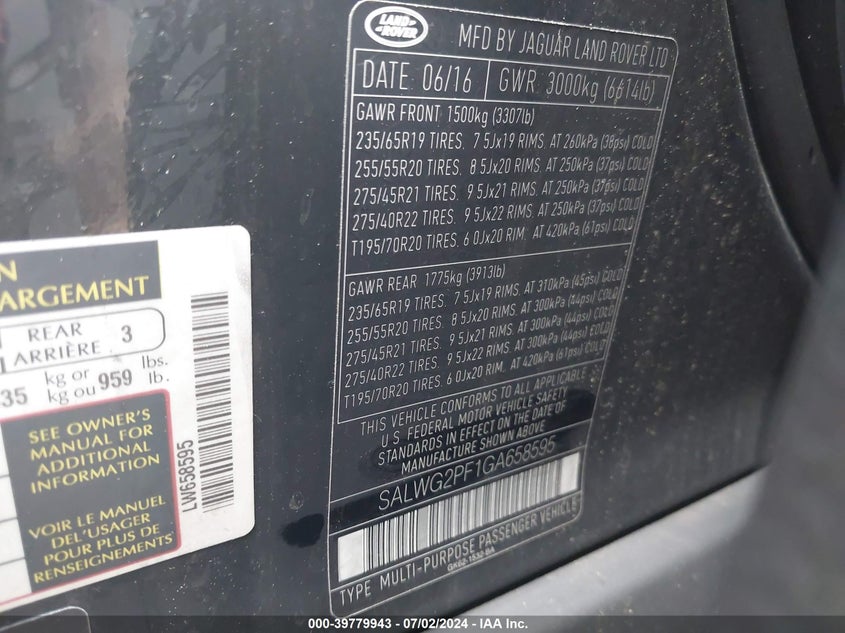 LAND ROVER
MFD BY JAGUAR LAND ROVER LTD
DATE: 06/16 GWR: 3000kg (6614lb)
GAWR FRONT 1500kg (3307lb)
235/65R19 TIRES. 7 5Jx19 RIMS. AT 260kPa (38psi) COLD
255/55R20 TIRES. 8 5Jx20 RIMS. AT 250kPa (37psi) COLD
275/45R21 TIRES. 9 5Jx21 RIMS. AT 250kPa (37psi) COLD
275/40R22 TIRES. 9 5Jx22 RIMS. AT 250kPa (37psi) COLD
T195/70R20 TIRES. 6 0Jx20 RIM. AT 420kPa (61psi) COLD
GAWR REAR 1775kg (3913lb)
235/65R19 TIRES. 7 5Jx19 RIMS. AT 310kPa (45psi) COLD
255/55R20 TIRES. 8 5Jx20 RIMS. AT 300kPa (44psi) COLD
275/45R21 TIRES. 9 5Jx21 RIMS. AT 300kPa (44psi) COLD
275/40R22 TIRES. 9 5Jx22 RIMS. AT 300kPa (44psi) COLD
T195/70R20 TIRES. 6 0Jx20 RIM. AT 420kPa (61psi) COLD
THIS VEHICLE CONFORMS TO ALL APPLICABLE
U S FEDERAL MOTOR VEHICLE SAFETY
STANDARDS IN EFFECT ON THE DATE OF
MANUFACTURE SHOWN ABOVE
SALWG2PF1GA658595
TYPE MULTI-PURPOSE PASSENGER VEHICLE
GK62-1532-BA
ARGEMENT
REAR
ARRIÈRE 3
35 kg or 959 lbs.
kg ou lb.
SEE OWNER'S
MANUAL FOR
ADDITIONAL
INFORMATION
VOIR LE MANUEL
DEL'USAGER
POUR PLUS DE
RENSEIGNEMENTS
LW658595
000-39779943 - 07/02/2024 - IAA Inc.